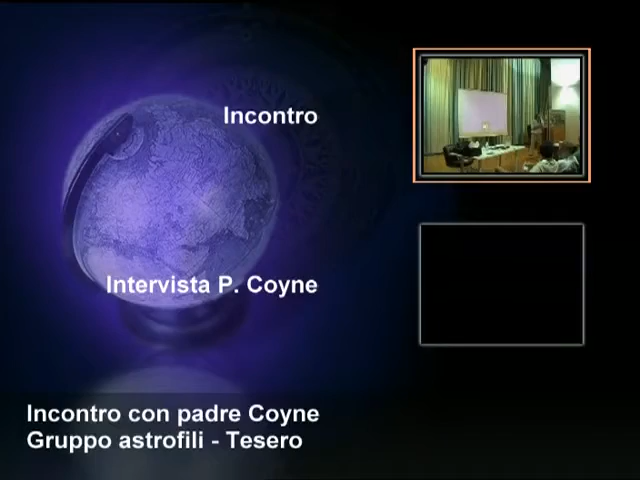 Incontro
Intervista P. Coyne
Incontro con padre Coyne
Gruppo astrofili - Tesero